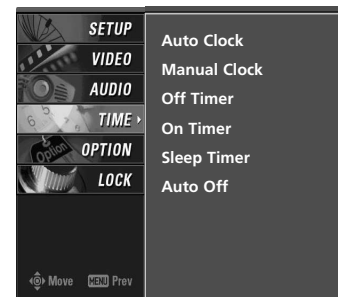 SETUP
VIDEO
AUDIO
TIME
OPTION
LOCK
Move MENU Prev
Auto Clock
Manual Clock
Off Timer
On Timer
Sleep Timer
Auto Off